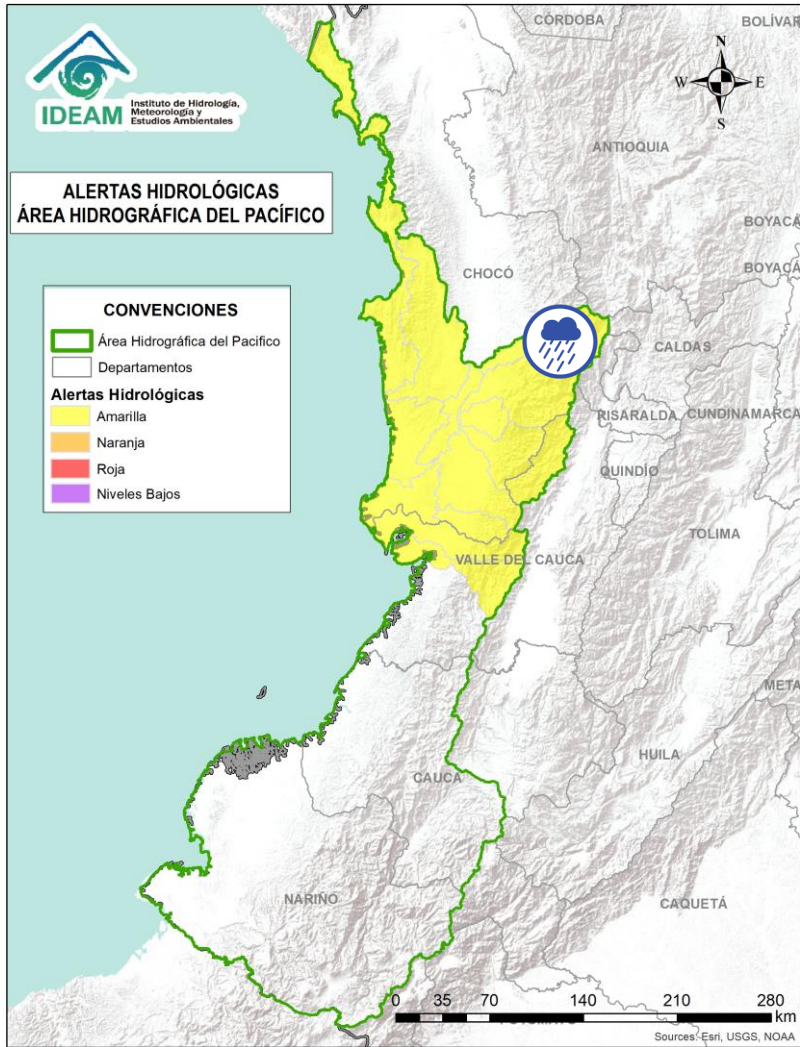 CÓRDOBA
BOLÍVAR
N
W E
S
IDEAM
Instituto de Hidrología,
Meteorología y
Estudios Ambientales
ANTIOQUIA
ALERTAS HIDROLÓGICAS
ÁREA HIDROGRÁFICA DEL PACÍFICO
BOYACÁ
CHOCÓ
BOYACÁ
CONVENCIONES
Área Hidrográfica del Pacifico
Departamentos
Alertas Hidrológicas
Amarilla
Naranja
Roja
Niveles Bajos
CALDAS
RISARALDA
CUNDINAMARCA
QUINDÍO
TOLIMA
VALLE DEL CAUCA
META
HUILA
CAUCA
NARIÑO
CAQUETÁ
0 35 70 140 210 280
km
Sources: Esri, USGS, NOAA